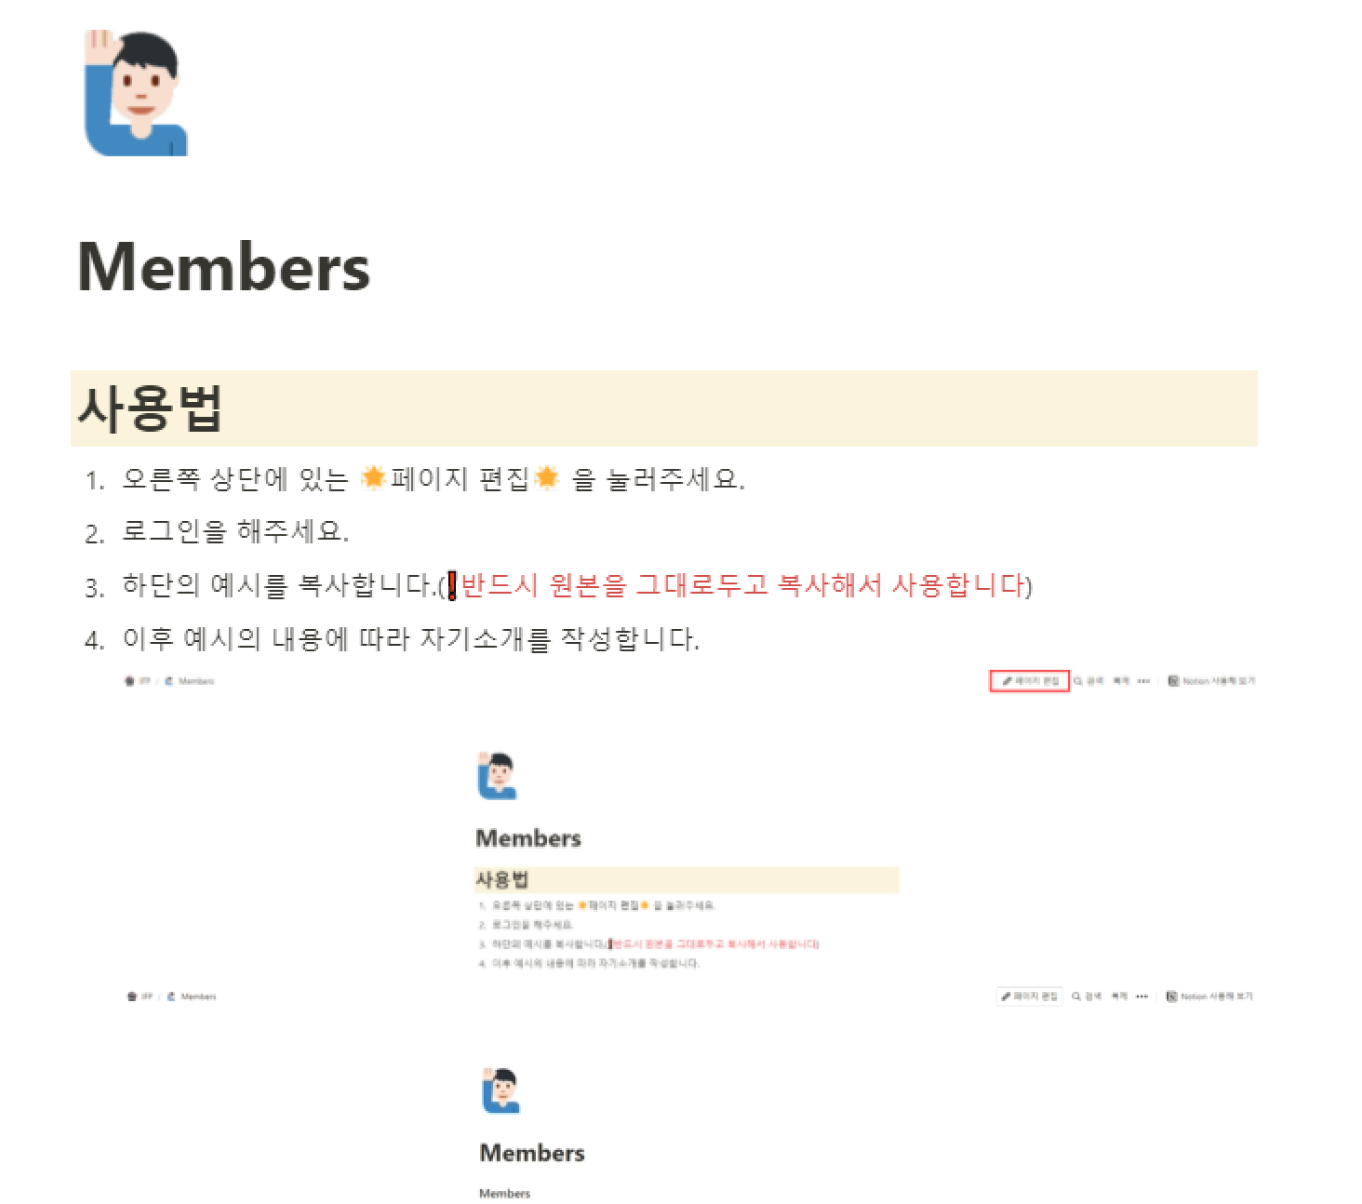 Members
사용법
1. 오른쪽 상단에 있는 🌟페이지 편집🌟 을 눌러주세요.
2. 로그인을 해주세요.
3. 하단의 예시를 복사합니다.(❗반드시 원본을 그대로두고 복사해서 사용합니다)
4. 이후 예시의 내용에 따라 자기소개를 작성합니다.
IFP / Members 페이지 편집 검색 복제 ••• Notion 사용해 보기
Members
사용법
1. 오른쪽 상단에 있는 🌟페이지 편집🌟 을 눌러주세요.
2. 로그인을 해주세요.
3. 하단의 예시를 복사합니다.(❗반드시 원본을 그대로두고 복사해서 사용합니다)
4. 이후 예시의 내용에 따라 자기소개를 작성합니다.
IFP / Members 페이지 편집 검색 복제 ••• Notion 사용해 보기
Members
Members